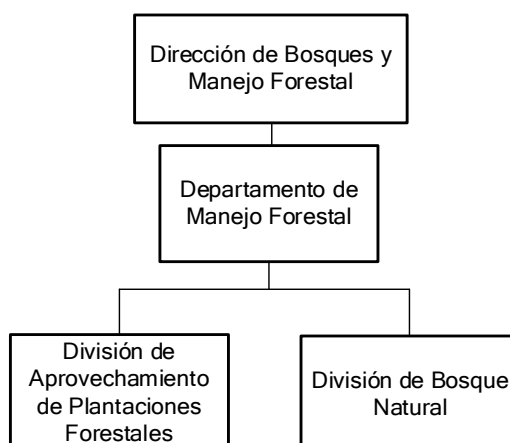 Dirección de Bosques y
Manejo Forestal
Departamento de
Manejo Forestal
División de
Aprovechamiento
de Plantaciones
Forestales
División de Bosque
Natural